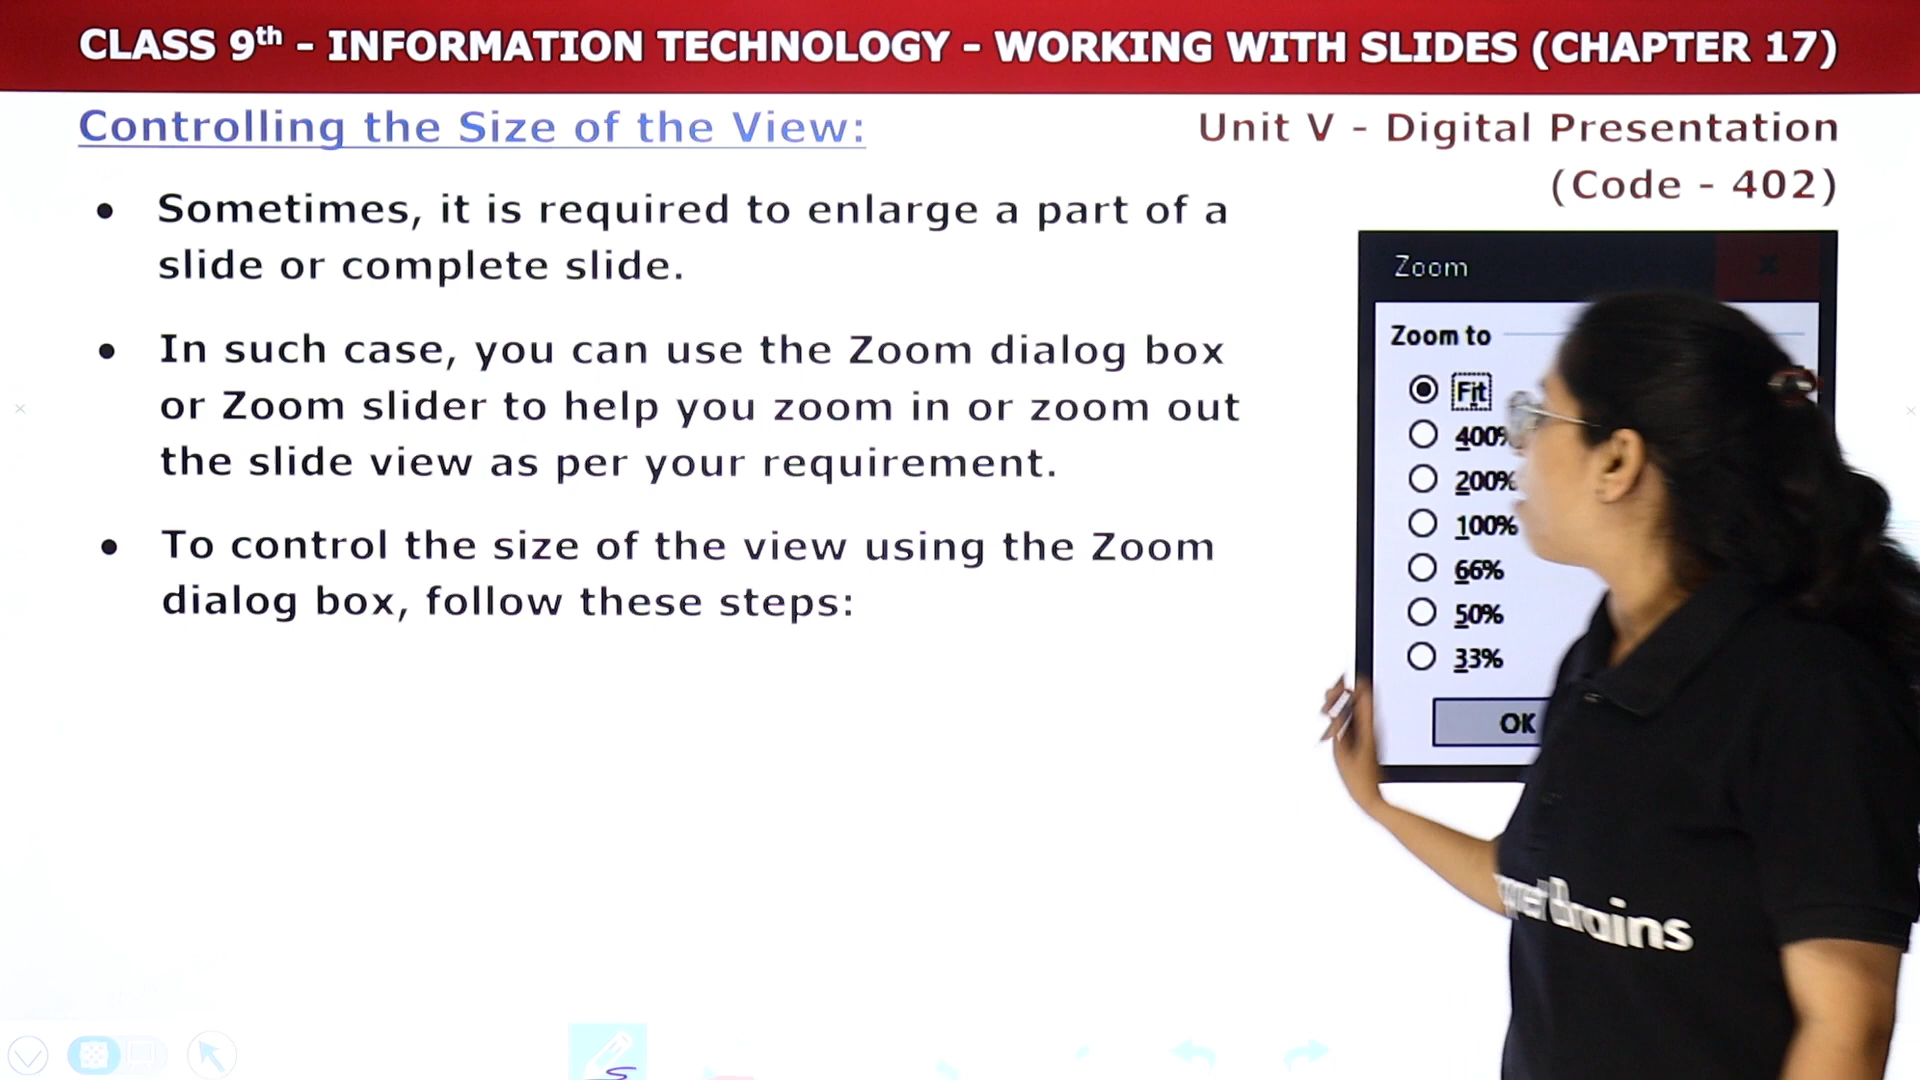 CLASS 9th - INFORMATION TECHNOLOGY - WORKING WITH SLIDES (CHAPTER 17)
Controlling the Size of the View:
Unit V - Digital Presentation
(Code - 402)
• Sometimes, it is required to enlarge a part of a
slide or complete slide.
• In such case, you can use the Zoom dialog box
or Zoom slider to help you zoom in or zoom out
the slide view as per your requirement.
• To control the size of the view using the Zoom
dialog box, follow these steps:
Zoom
Zoom to
Fit
400%
200%
100%
66%
50%
33%
OK
Brains